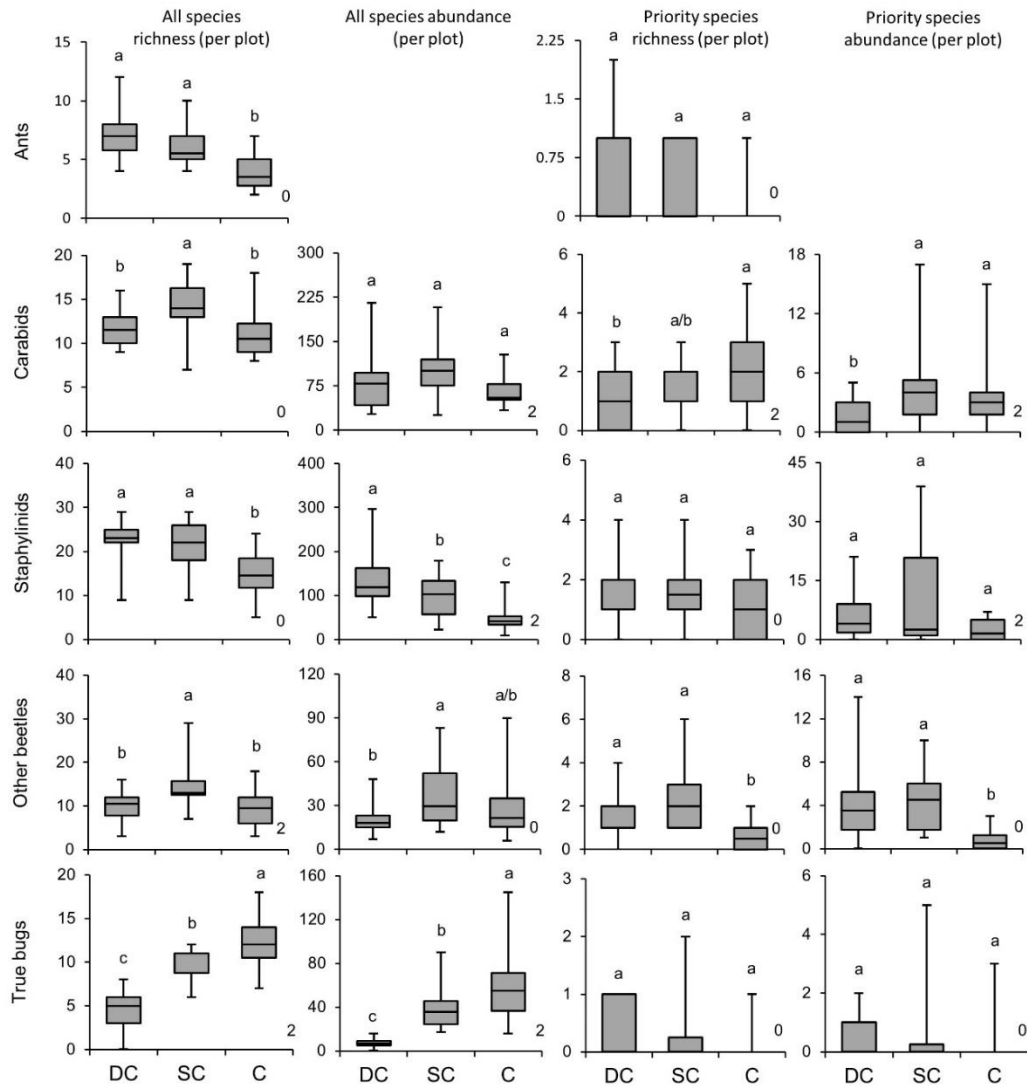 All species richness (per plot)
All species abundance (per plot)
Priority species richness (per plot)
Priority species abundance (per plot)
Ants
15
10
5
0
a
a
b
0
2.25
1.5
0.75
0
a
a
a
0
Carabids
20
15
10
5
0
b
a
b
0
300
225
150
75
0
a
a
a
2
6
4
2
0
b
a/b
a
2
18
12
6
0
b
a
a
2
Staphylinids
40
30
20
10
0
a
a
b
0
400
300
200
100
0
a
b
c
2
6
4
2
0
a
a
a
0
45
30
15
0
a
a
a
2
Other beetles
40
30
20
10
0
b
a
b
2
120
90
60
30
0
b
a
a/b
0
8
6
4
2
0
a
a
b
0
16
12
8
4
0
a
a
b
0
True bugs
20
15
10
5
0
c
b
a
2
160
120
80
40
0
c
b
a
2
3
2
1
0
a
a
a
0
6
4
2
0
a
a
a
0
DC SC C DC SC C DC SC C DC SC C